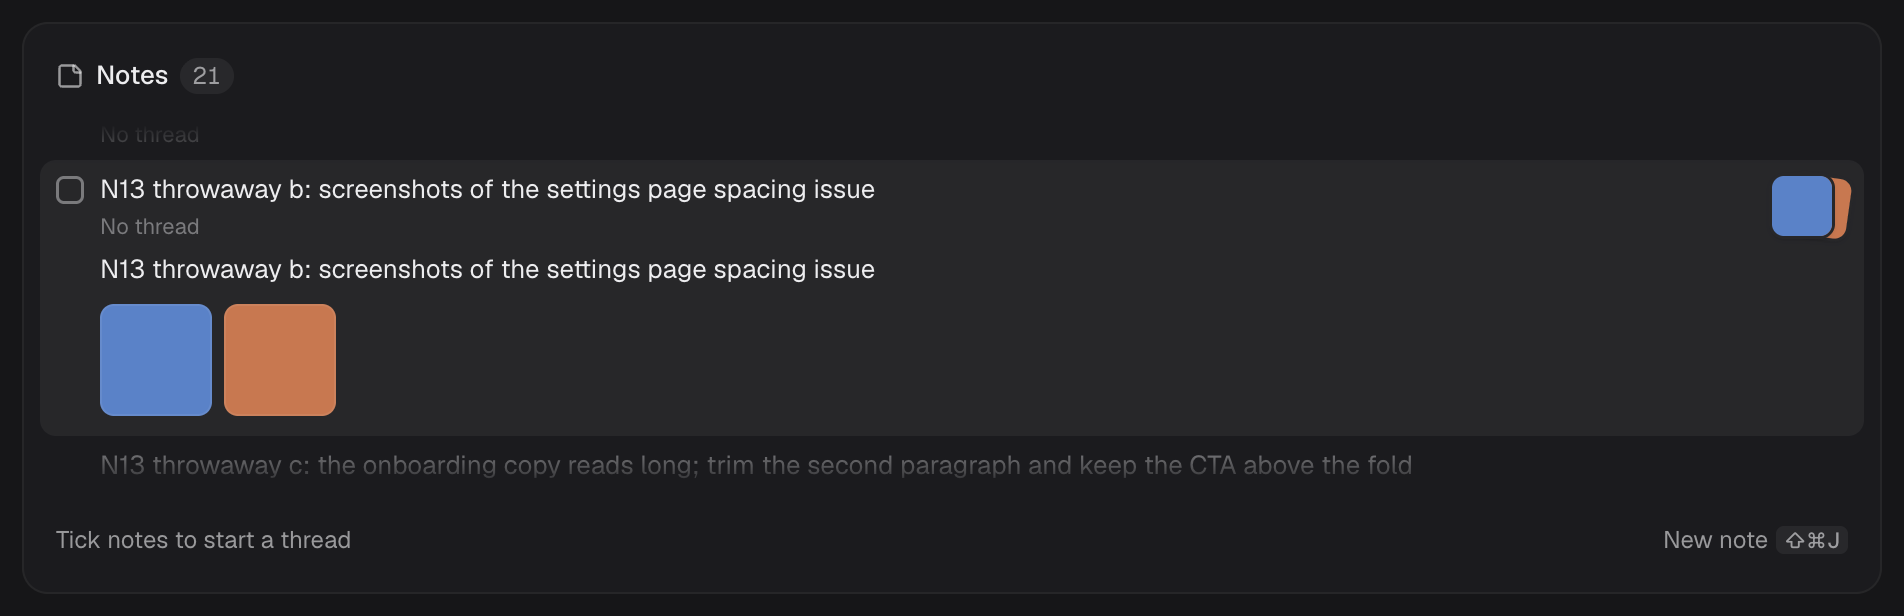 Notes 21
No thread
N13 throwaway b: screenshots of the settings page spacing issue
No thread
N13 throwaway b: screenshots of the settings page spacing issue
N13 throwaway c: the onboarding copy reads long; trim the second paragraph and keep the CTA above the fold
Tick notes to start a thread
New note ⇧⌘J